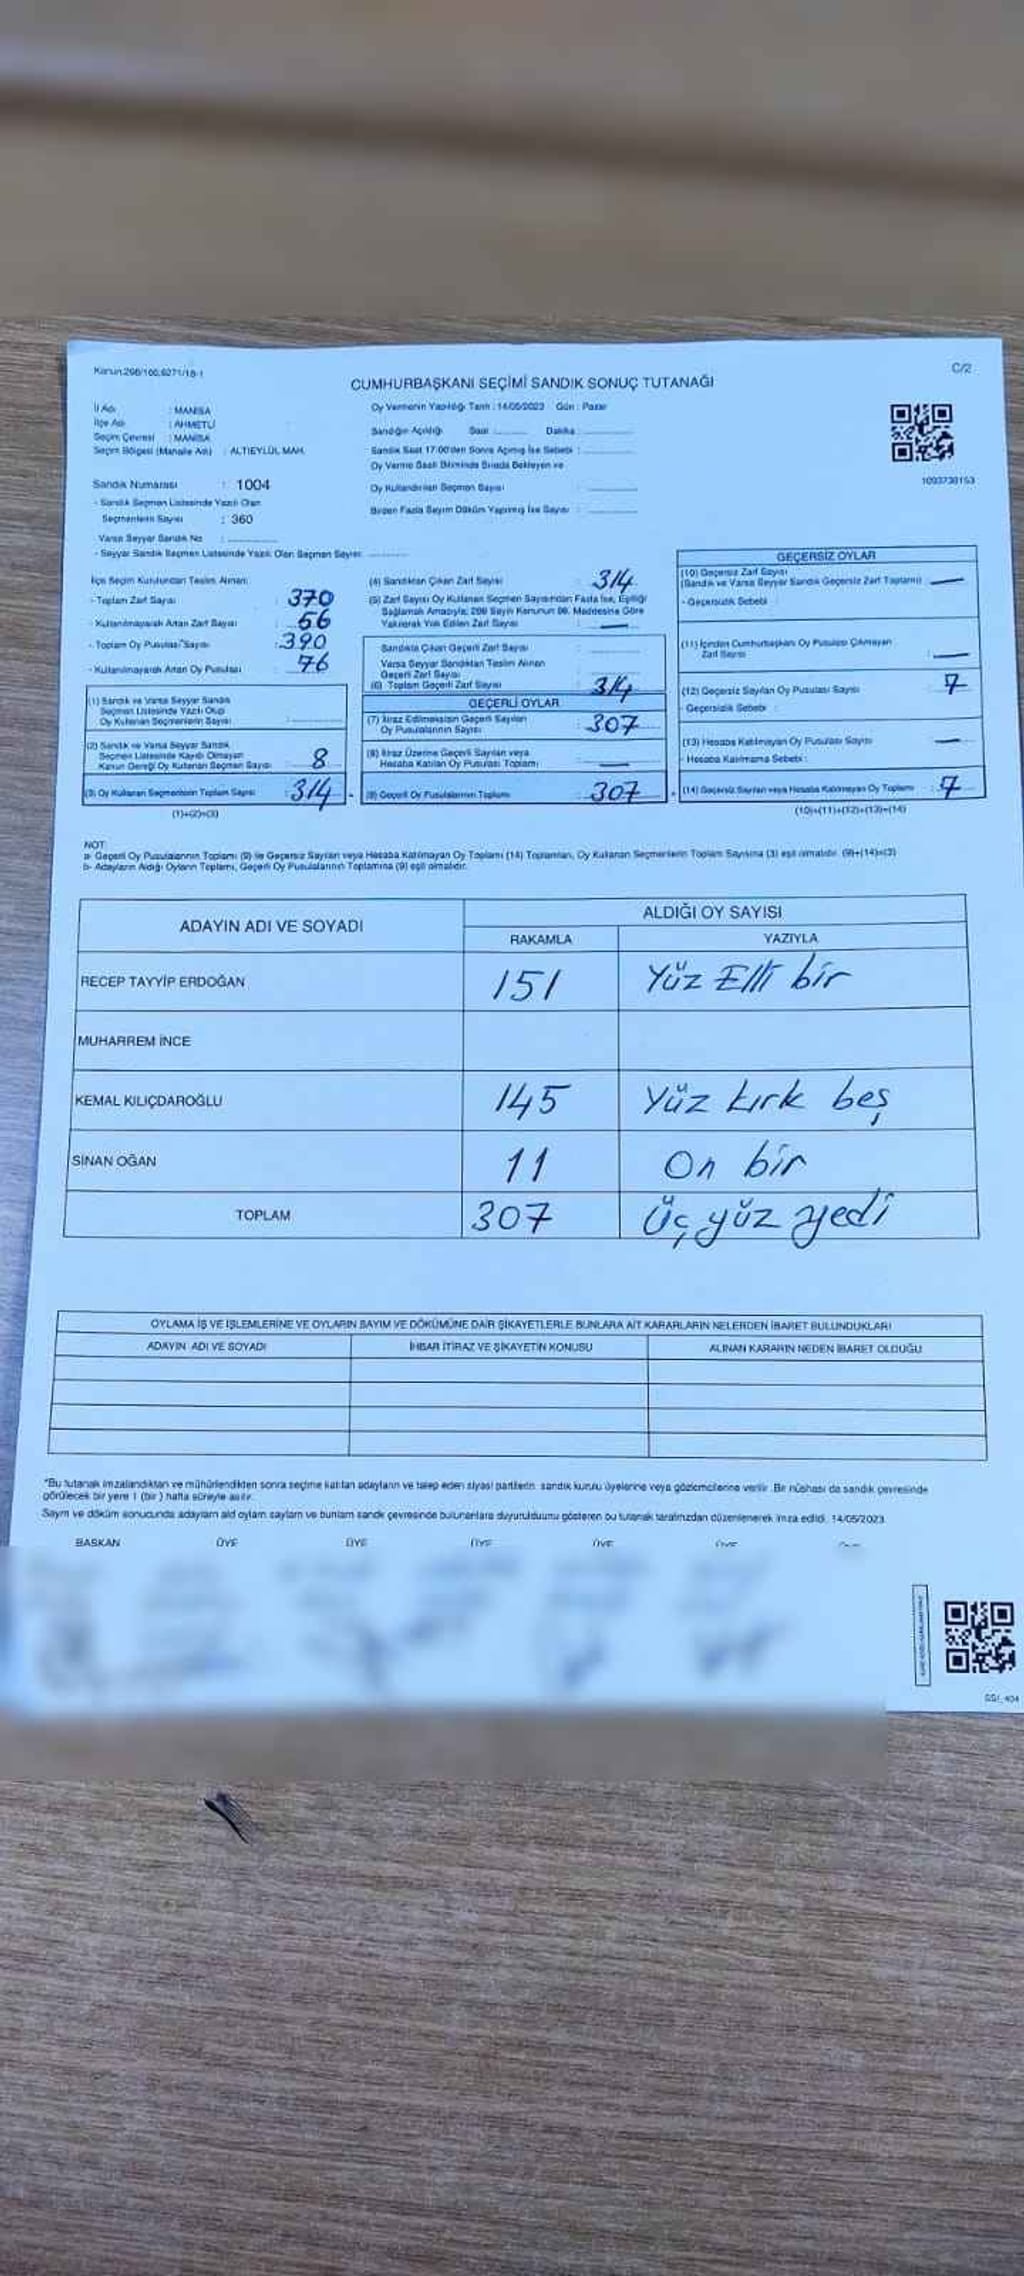 Kanun:298/100,6271/18-1
C/2
CUMHURBAŞKANI SEÇİMİ SANDIK SONUÇ TUTANAĞI
İl Adı : MANİSA
İlçe Adı : AHMETLİ
Seçim Çevresi : MANİSA
Seçim Bölgesi (Mahalle Adı) : ALTIEYLÜL MAH.
Sandık Numarası : 1004
- Sandık Seçmen Listesinde Yazılı Olan
Seçmenlerin Sayısı : 360
Varsa Seyyar Sandık No :
- Seyyar Sandık Seçmen Listesinde Yazılı Olan Seçmen Sayısı
Oy Vermenin Yapıldığı Tarih : 14/05/2023 Gün : Pazar
Sandığın Açıldığı Saat Dakika
Sandık Saat 17:00'den Sonra Açılmış İse Sebebi :
Oy Verme Saati Bitiminde Sırada Bekleyen ve
Oy Kullandırılan Seçmen Sayısı
Birden Fazla Sayım Döküm Yapılmış İse Sayısı :
1093738153
İlçe Seçim Kurulundan Teslim Alınan:
- Toplam Zarf Sayısı : 370
- Kullanılmayarak Artan Zarf Sayısı : 56
- Toplam Oy Pusulası Sayısı : 390
- Kullanılmayarak Artan Oy Pusulası : 76
(1) Sandık ve Varsa Seyyar Sandık
Seçmen Listesinde Yazılı Olup
Oy Kullanan Seçmenlerin Sayısı :
(2) Sandık ve Varsa Seyyar Sandık
Seçmen Listesinde Kaydı Olmayan
Kanun Gereği Oy Kullanan Seçmen Sayısı 8
(3) Oy Kullanan Seçmenlerin Toplam Sayısı : 314
(1)+(2)=(3)
(4) Sandıktan Çıkan Zarf Sayısı : 314
(5) Zarf Sayısı Oy Kullanan Seçmen Sayısından Fazla İse, Eşitliği
Sağlamak Amacıyla; 298 Sayılı Kanunun 98. Maddesine Göre
Yakılarak Yok Edilen Zarf Sayısı —
Sandıkta Çıkan Geçerli Zarf Sayısı
Varsa Seyyar Sandıktan Teslim Alınan
Geçerli Zarf Sayısı
(6) Toplam Geçerli Zarf Sayısı 314
GEÇERLİ OYLAR
(7) İtiraz Edilmeksizin Geçerli Sayılan
Oy Pusulalarının Sayısı : 307
(8) İtiraz Üzerine Geçerli Sayılan veya
Hesaba Katılan Oy Pusulası Toplamı : —
(9) Geçerli Oy Pusulalarının Toplamı : 307
GEÇERSİZ OYLAR
(10) Geçersiz Zarf Sayısı
(Sandık ve Varsa Seyyar Sandık Geçersiz Zarf Toplamı) : —
- Geçersizlik Sebebi :
(11) İçinden Cumhurbaşkanı Oy Pusulası Çıkmayan
Zarf Sayısı : —
(12) Geçersiz Sayılan Oy Pusulası Sayısı : 7
- Geçersizlik Sebebi :
(13) Hesaba Katılmayan Oy Pusulası Sayısı : —
- Hesaba Katılmama Sebebi :
(14) Geçersiz Sayılan veya Hesaba Katılmayan Oy Toplamı : 7
(10)+(11)+(12)+(13)=(14)
NOT:
a- Geçerli Oy Pusulalarının Toplamı (9) ile Geçersiz Sayılan veya Hesaba Katılmayan Oy Toplamı (14) Toplamları, Oy Kullanan Seçmenlerin Toplam Sayısına (3) eşit olmalıdır. (9)+(14)=(3)
b- Adayların Aldığı Oyların Toplamı, Geçerli Oy Pusulalarının Toplamına (9) eşit olmalıdır.
ADAYIN ADI VE SOYADI
ALDIĞI OY SAYISI
RAKAMLA YAZIYLA
RECEP TAYYİP ERDOĞAN 151 Yüz Elli bir
MUHARREM İNCE
KEMAL KILIÇDAROĞLU 145 Yüz kırk beş
SİNAN OĞAN 11 On bir
TOPLAM 307 Üç yüz yedi
OYLAMA İŞ VE İŞLEMLERİNE VE OYLARIN SAYIM VE DÖKÜMÜNE DAİR ŞİKAYETLERLE BUNLARA AİT KARARLARIN NELERDEN İBARET BULUNDUKLARI
ADAYIN ADI VE SOYADI İHBAR İTİRAZ VE ŞİKAYETİN KONUSU ALINAN KARARIN NEDEN İBARET OLDUĞU
*Bu tutanak imzalandıktan ve mühürlendikten sonra seçime katılan adayların ve talep eden siyasi partilerin sandık kurulu üyelerine veya gözlemcilerine verilir. Bir nüshası da sandık çevresinde
görülecek bir yere 1 (bir) hafta süreyle asılır.
Sayım ve döküm sonucunda adayların aldığı oyların sayıları ve bunların sandık çevresinde bulunanlara duyurulduğunu gösteren bu tutanak tarafımızdan düzenlenerek imza edildi. 14/05/2023
BAŞKAN ÜYE ÜYE ÜYE ÜYE ÜYE